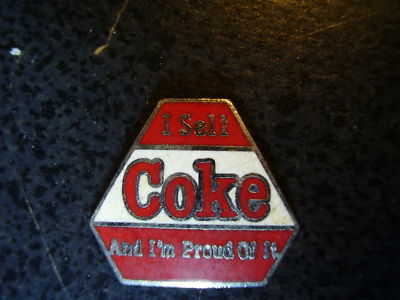 I Sell
Coke
And I'm Proud Of It.